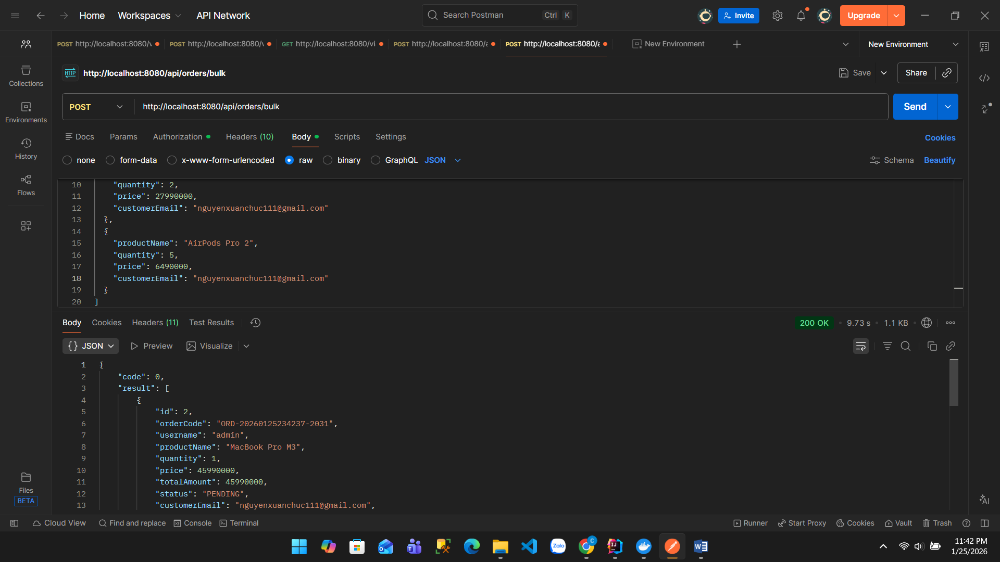 Home Workspaces API Network Search Postman Ctrl K Invite Upgrade
POST http://localhost:8080/v POST http://localhost:8080/v GET http://localhost:8080/vi POST http://localhost:8080/a POST http://localhost:8080/a New Environment New Environment
HTTP http://localhost:8080/api/orders/bulk Save Share
POST http://localhost:8080/api/orders/bulk Send
Docs Params Authorization Headers (10) Body Scripts Settings Cookies
none form-data x-www-form-urlencoded raw binary GraphQL JSON Schema Beautify
Collections
Environments
History
Flows
Files
BETA
10 "quantity": 2,
11 "price": 27990000,
12 "customerEmail": "nguyenxuanchuc111@gmail.com"
13 },
14 {
15 "productName": "AirPods Pro 2",
16 "quantity": 5,
17 "price": 6490000,
18 "customerEmail": "nguyenxuanchuc111@gmail.com"
19 }
20 ]
Body Cookies Headers (11) Test Results 200 OK 9.73 s 1.1 KB
{} JSON Preview Visualize
1 {
2 "code": 0,
3 "result": [
4 {
5 "id": 2,
6 "orderCode": "ORD-20260125234237-2031",
7 "username": "admin",
8 "productName": "MacBook Pro M3",
9 "quantity": 1,
10 "price": 45990000,
11 "totalAmount": 45990000,
12 "status": "PENDING",
13 "customerEmail": "nguyenxuanchuc111@gmail.com",
AI
Cloud View Find and replace Console Terminal Runner Start Proxy Cookies Vault Trash
Zalo C IJ W
11:42 PM
1/25/2026